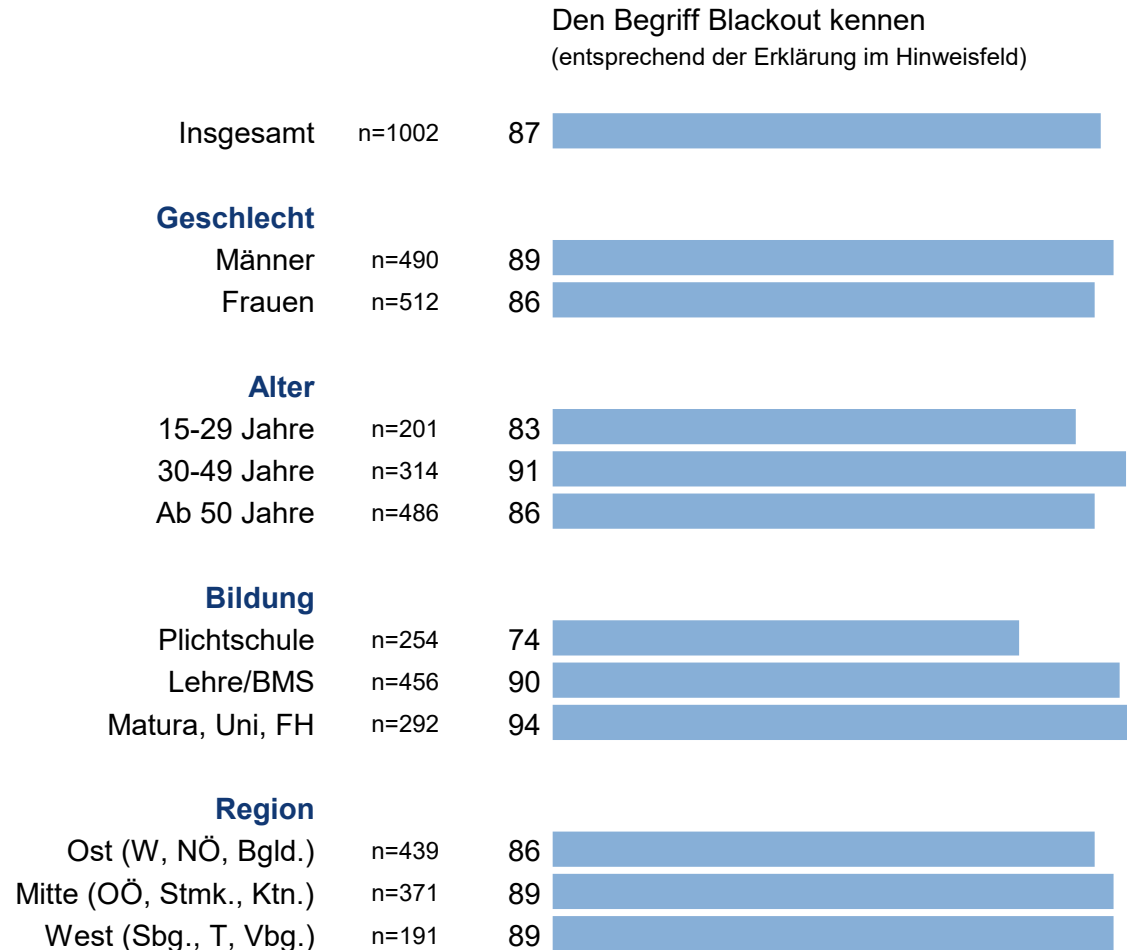 Den Begriff Blackout kennen
(entsprechend der Erklärung im Hinweisfeld)
Insgesamt n=1002 87
Geschlecht
Männer n=490 89
Frauen n=512 86
Alter
15-29 Jahre n=201 83
30-49 Jahre n=314 91
Ab 50 Jahre n=486 86
Bildung
Plichtschule n=254 74
Lehre/BMS n=456 90
Matura, Uni, FH n=292 94
Region
Ost (W, NÖ, Bgld.) n=439 86
Mitte (OÖ, Stmk., Ktn.) n=371 89
West (Sbg., T, Vbg.) n=191 89